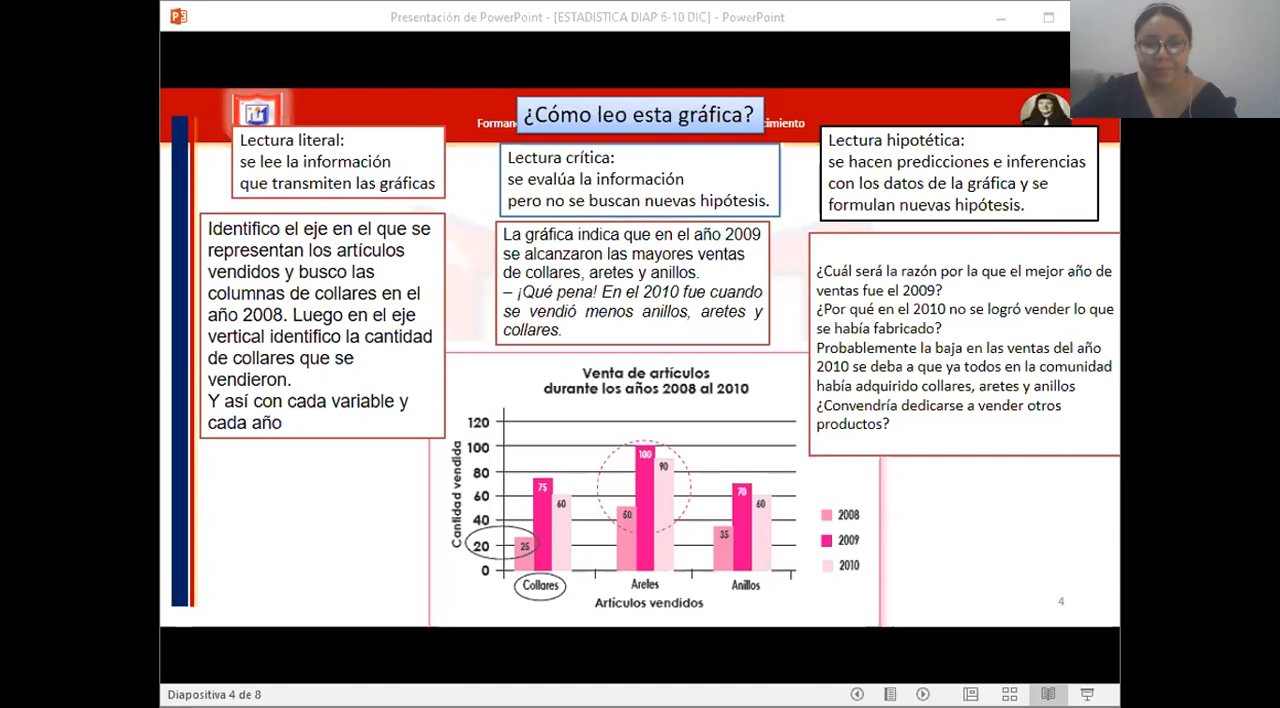 Presentación de PowerPoint - [ESTADISTICA DIAP 6-10 DIC] - PowerPoint
¿Cómo leo esta gráfica?
Lectura literal:
se lee la información
que transmiten las gráficas
Identifico el eje en el que se
representan los artículos
vendidos y busco las
columnas de collares en el
año 2008. Luego en el eje
vertical identifico la cantidad
de collares que se
vendieron.
Y así con cada variable y
cada año
Lectura crítica:
se evalúa la información
pero no se buscan nuevas hipótesis.
La gráfica indica que en el año 2009
se alcanzaron las mayores ventas
de collares, aretes y anillos.
– ¡Qué pena! En el 2010 fue cuando
se vendió menos anillos, aretes y
collares.
Lectura hipotética:
se hacen predicciones e inferencias
con los datos de la gráfica y se
formulan nuevas hipótesis.
¿Cuál será la razón por la que el mejor año de
ventas fue el 2009?
¿Por qué en el 2010 no se logró vender lo que
se había fabricado?
Probablemente la baja en las ventas del año
2010 se deba a que ya todos en la comunidad
había adquirido collares, aretes y anillos
¿Convendría dedicarse a vender otros
productos?
Venta de artículos
durante los años 2008 al 2010
Cantidad vendida
120
100
80
60
40
20
0
25
75
60
50
100
90
35
70
60
Collares
Aretes
Anillos
Artículos vendidos
2008
2009
2010
4
Diapositiva 4 de 8